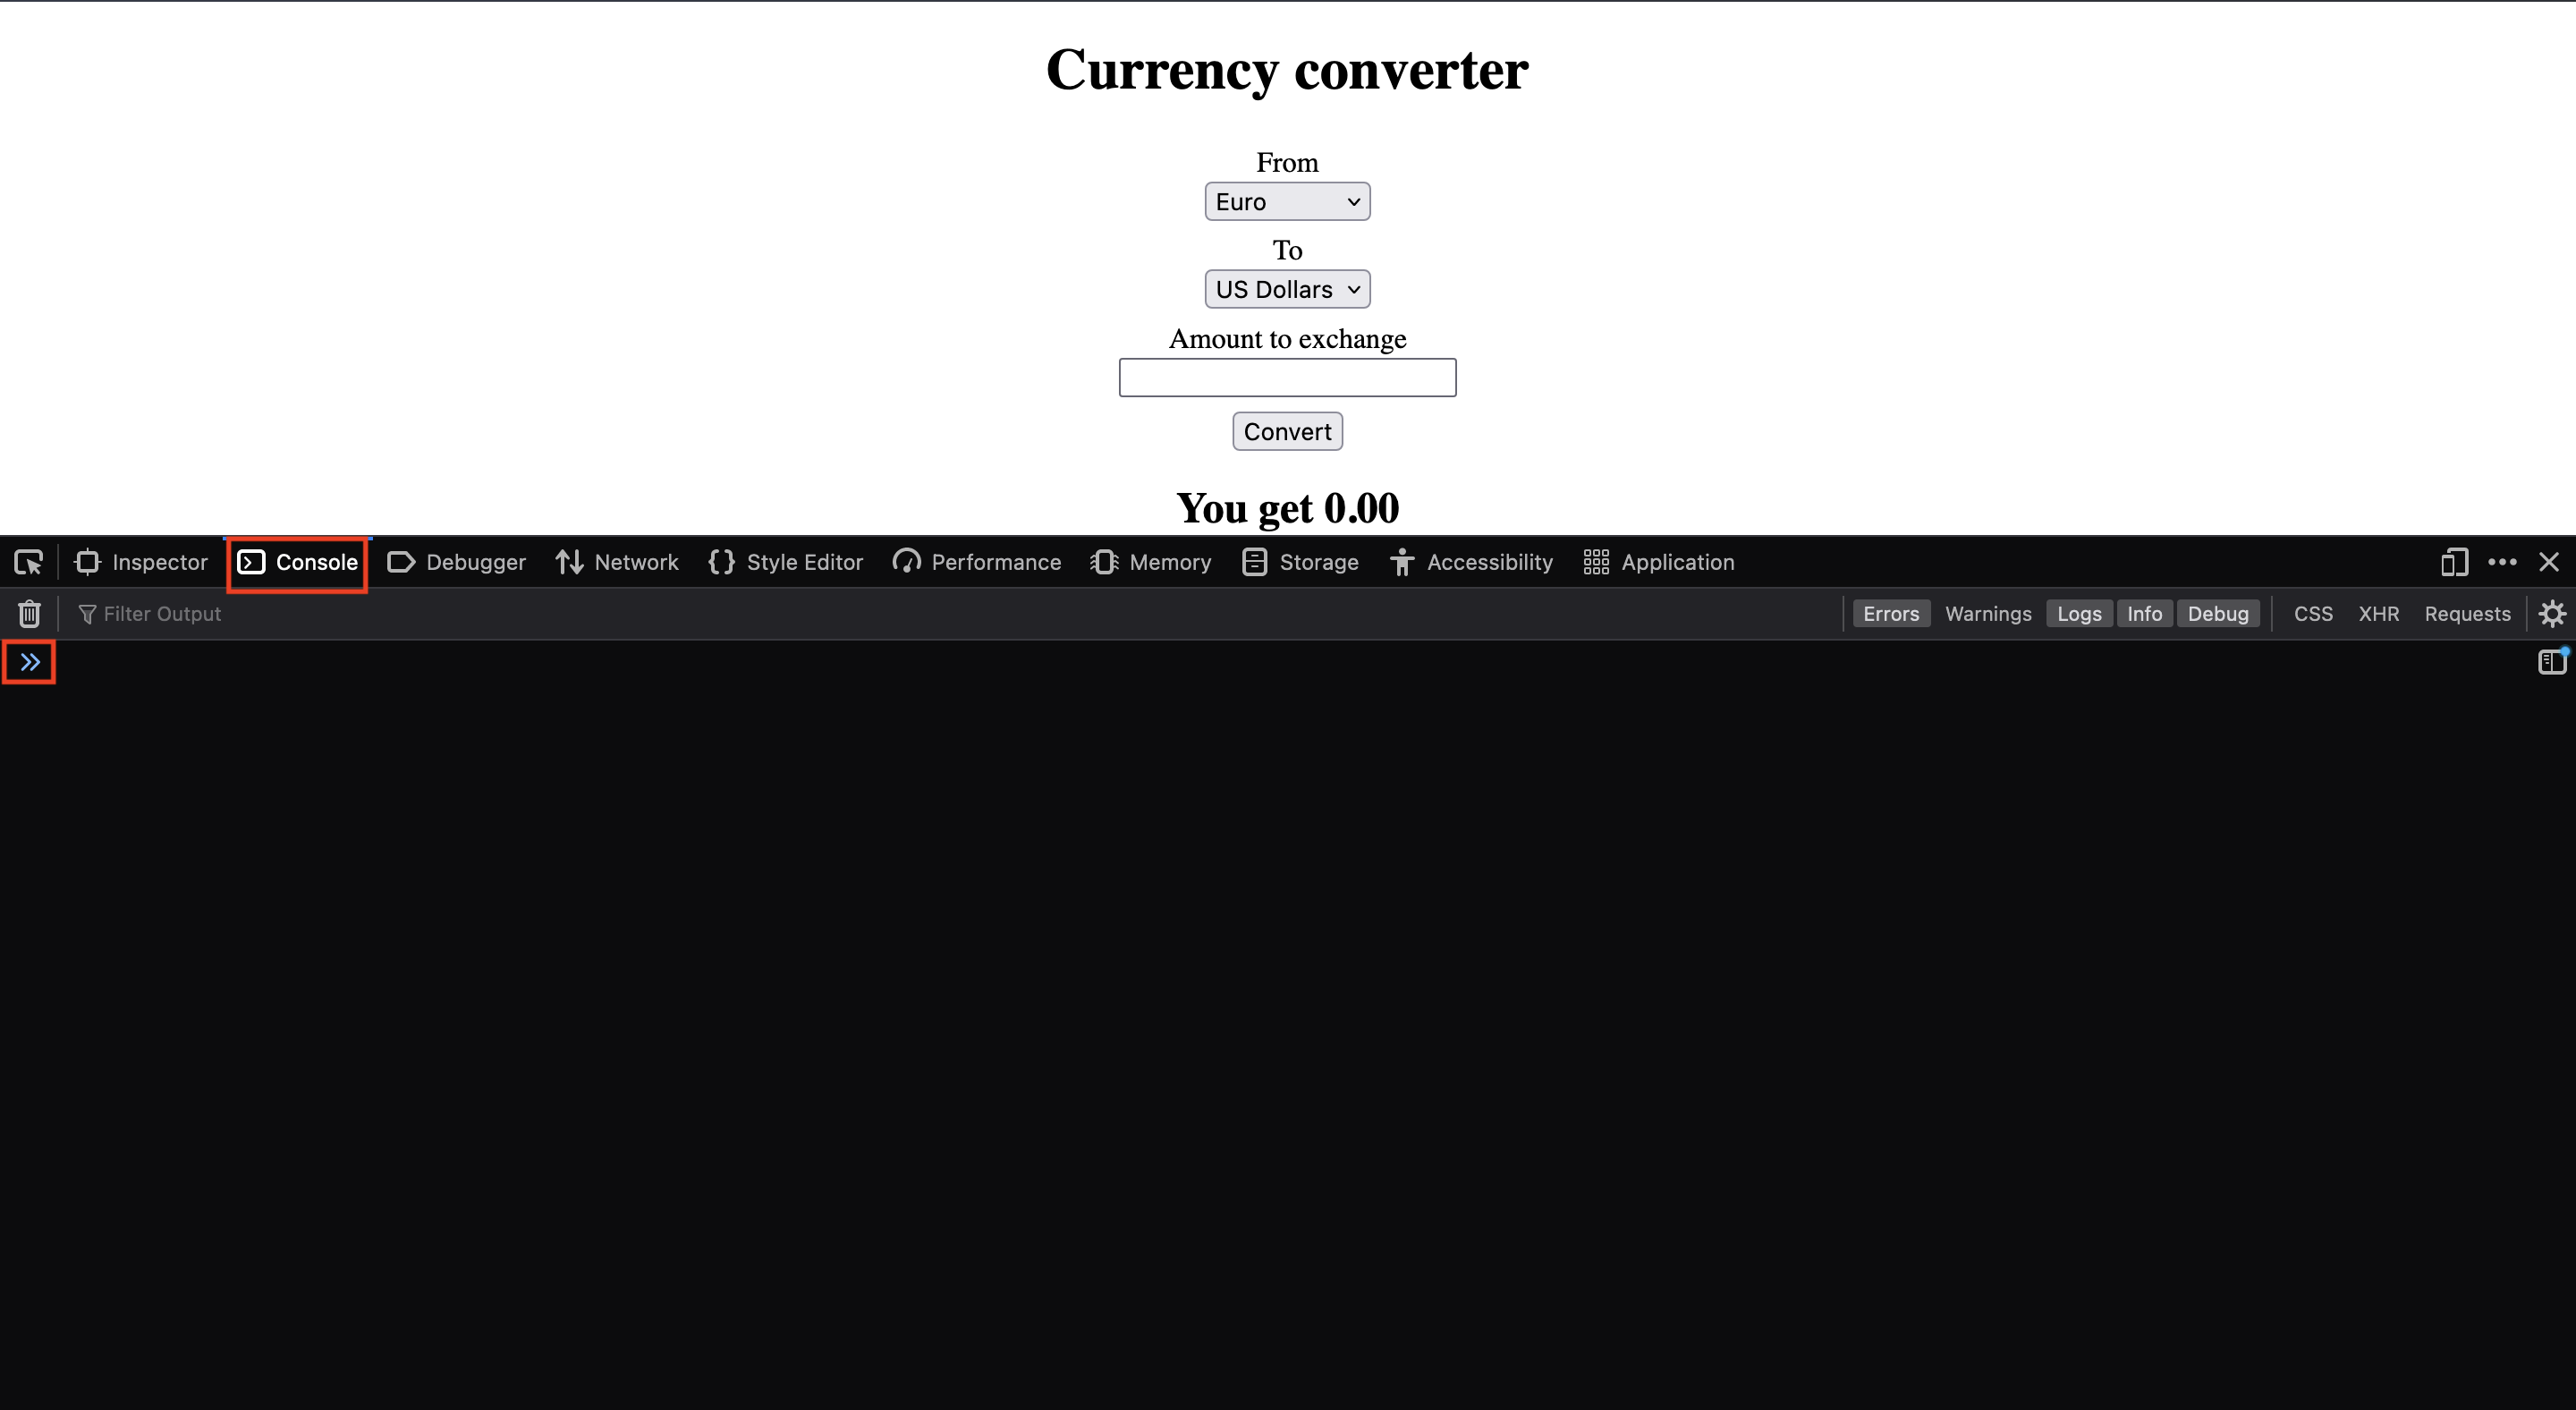 Currency converter
From
Euro
To
US Dollars
Amount to exchange
Convert
You get 0.00
Inspector Console Debugger Network Style Editor Performance Memory Storage Accessibility Application
Filter Output Errors Warnings Logs Info Debug CSS XHR Requests